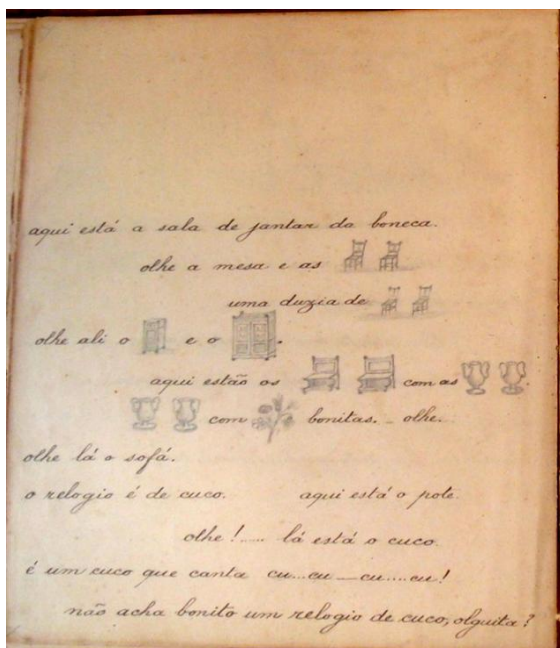 aqui está a sala de jantar da boneca.
olhe a mesa e as
uma duzia de
olhe ali o e o .
aqui estão os com as
com bonitas. _ olhe.
olhe lá o sofá.
o relogio é de cuco. aqui está o pote.
olhe !..... lá está o cuco.
é um cuco que canta cu...cu — cu....cu!
não acha bonito um relogio de cuco, olguita?